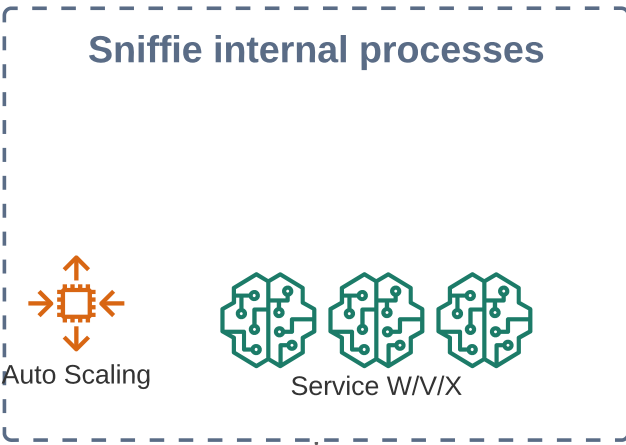 Sniffie internal processes
Auto Scaling
Service W/V/X